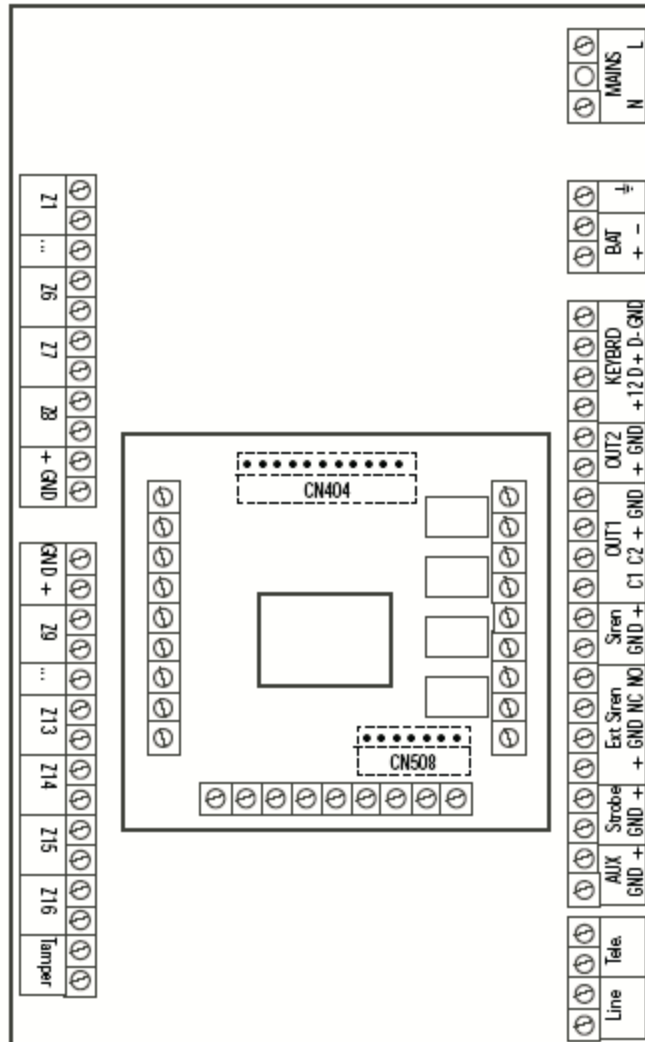 Z1
...
Z6
Z7
Z8
+ GND
GND +
Z9
...
Z13
Z14
Z15
Z16
Tamper
CN404
CN508
MAINS
N L
BAT
+ - ⏚
KEYBRD
+12 D+ D- GND
OUT2
+ GND
OUT1
C1 C2 + GND
Siren
GND +
Ext Siren
+ GND NC NO
Strobe
GND +
AUX
GND +
Tele.
Line